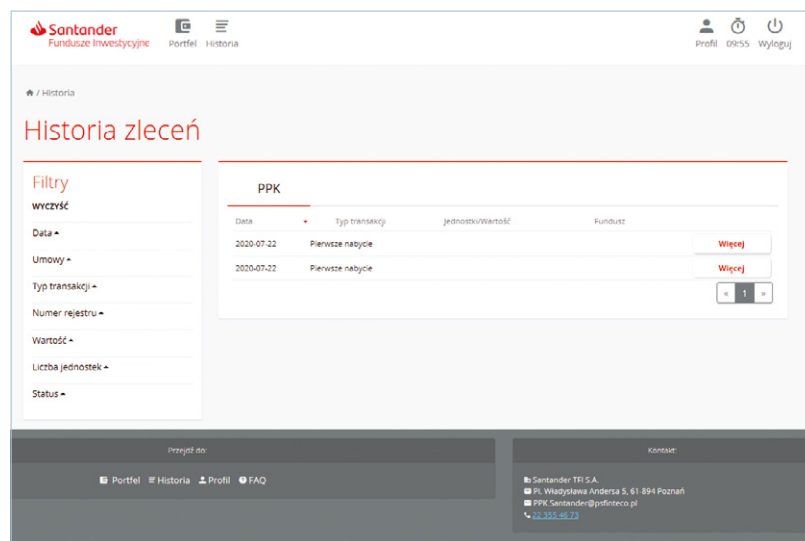 Santander
Fundusze Inwestycyjne
Portfel Historia
Profil 09:55 Wyloguj
/ Historia
Historia zleceń
Filtry
WYCZYŚĆ
Data
Umowy
Typ transakcji
Numer rejestru
Wartość
Liczba jednostek
Status
PPK
Data Typ transakcji Jednostki/Wartość Fundusz
2020-07-22 Pierwsze nabycie Więcej
2020-07-22 Pierwsze nabycie Więcej
« 1 »
Przejdź do:
Portfel Historia Profil FAQ
Kontakt:
Santander TFI S.A.
Pl. Władysława Andersa 5, 61-894 Poznań
PPK.Santander@psfinteco.pl
22 355 46 73